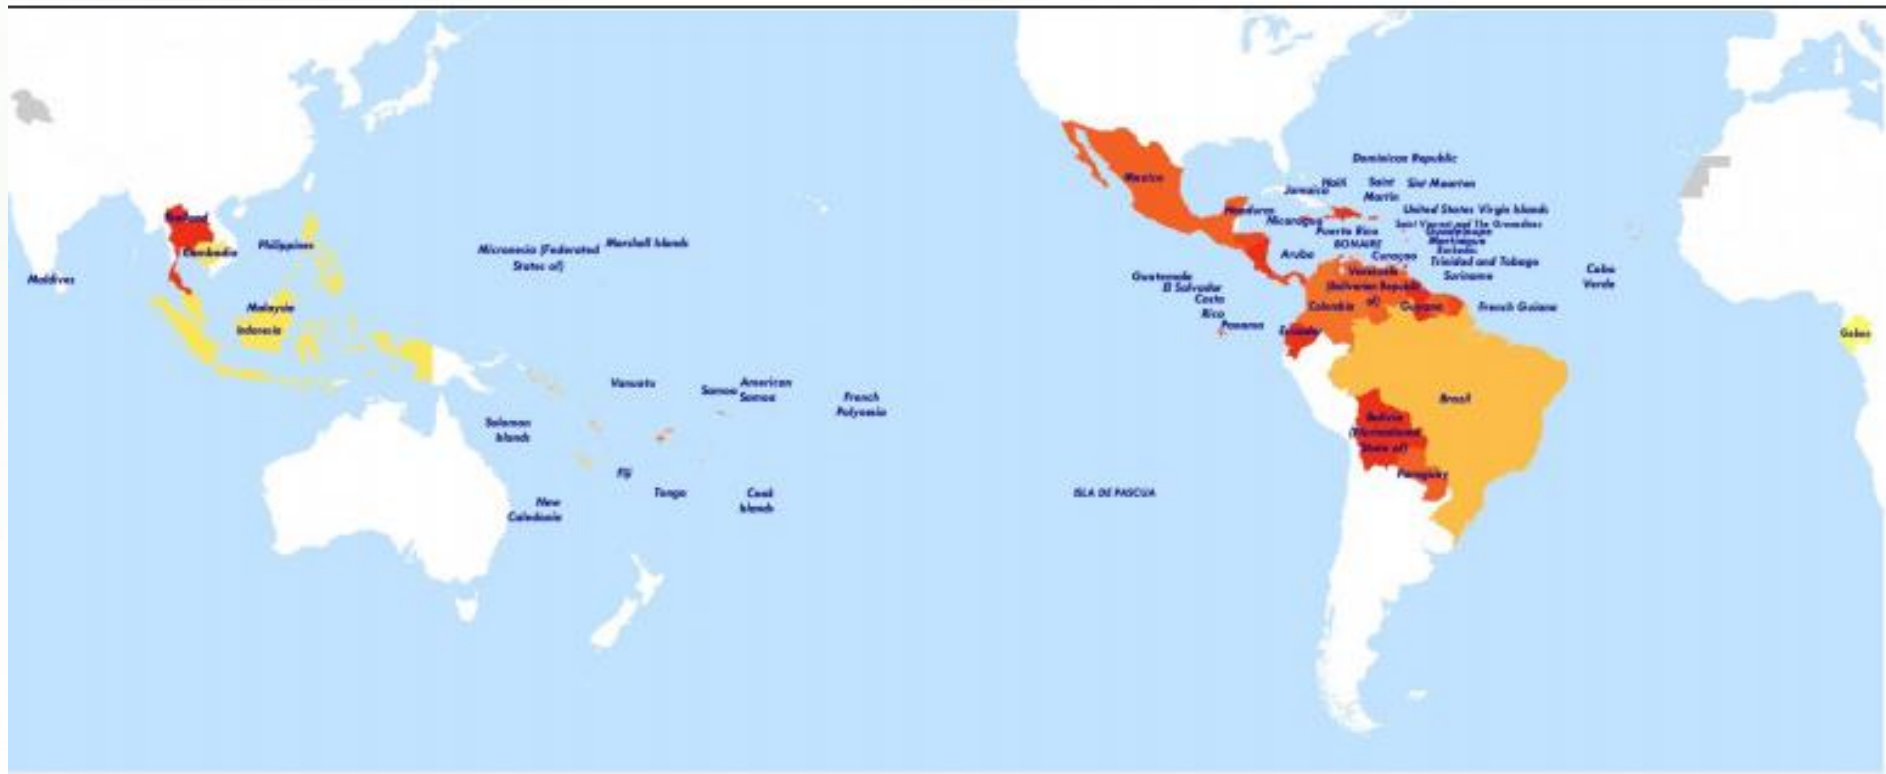 Thailand
Cambodia
Philippines
Maldives
Malaysia
Indonesia
Micronesia (Federated
States of)
Marshall Islands
Vanuatu
Samoa
American
Samoa
French
Polynesia
Solomon
Islands
Fiji
Tonga
Cook
Islands
New
Caledonia
ISLA DE PASCUA
Mexico
Dominican Republic
Haiti
Jamaica
Saint
Martin
Sint Maarten
Honduras
Nicaragua
United States Virgin Islands
Saint Vincent and The Grenadines
Puerto Rico
Guadeloupe
BONAIRE
Martinique
Aruba
Curaçao
Trinidad and Tobago
Venezuela
(Bolivarian Republic
of)
Suriname
Guatemala
El Salvador
Costa
Rica
Panama
Colombia
Guyana
French Guiana
Ecuador
Cabo
Verde
Gabon
Brasil
Bolivia
State of)
Paraguay